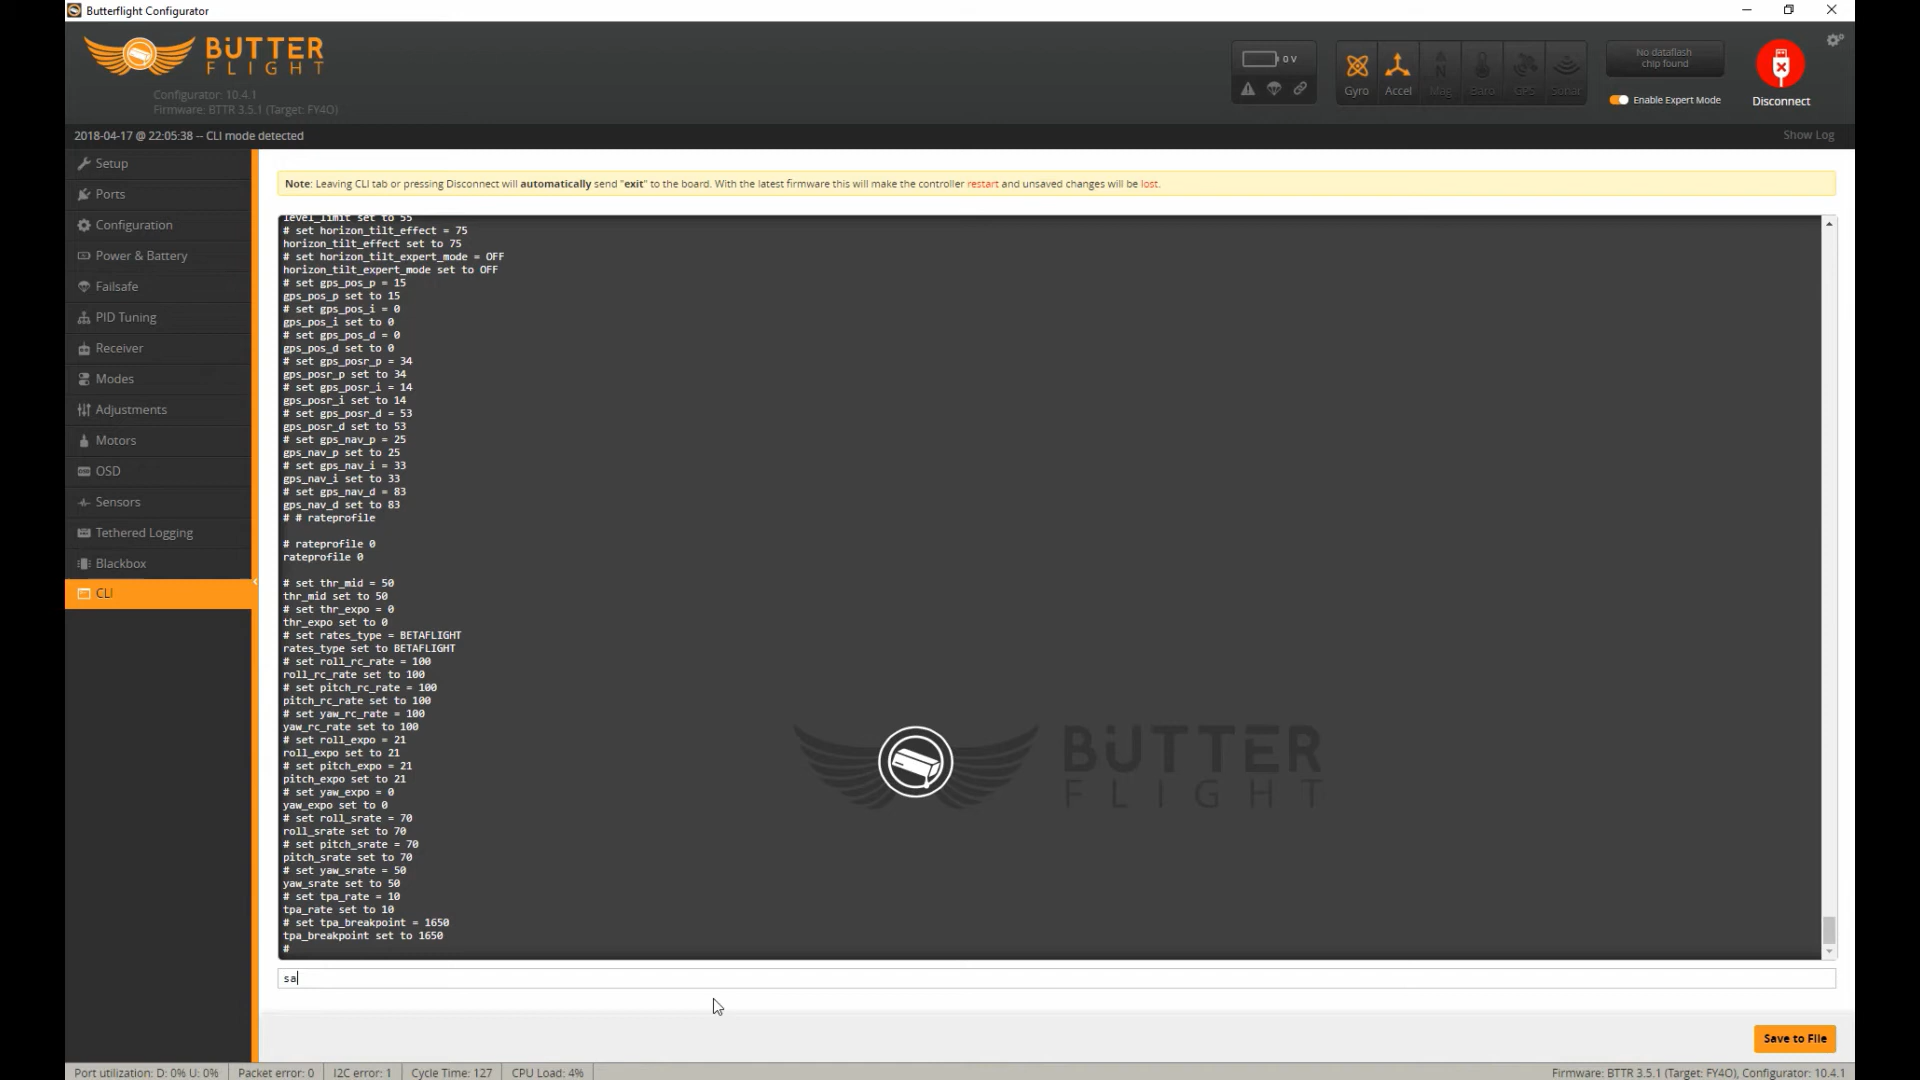 Butterflight Configurator
BUTTER
FLIGHT
Configurator: 10.4.1
Firmware: BTTR 3.5.1 (Target: FY4O)
0 V
Gyro
Accel
Mag
Baro
GPS
Sonar
No dataflash
chip found
Enable Expert Mode
Disconnect
2018-04-17 @ 22:05:38 -- CLI mode detected
Show Log
Setup
Ports
Configuration
Power & Battery
Failsafe
PID Tuning
Receiver
Modes
Adjustments
Motors
OSD
Sensors
Tethered Logging
Blackbox
CLI
Note: Leaving CLI tab or pressing Disconnect will automatically send "exit" to the board. With the latest firmware this will make the controller restart and unsaved changes will be lost.
level_limit set to 55
# set horizon_tilt_effect = 75
horizon_tilt_effect set to 75
# set horizon_tilt_expert_mode = OFF
horizon_tilt_expert_mode set to OFF
# set gps_pos_p = 15
gps_pos_p set to 15
# set gps_pos_i = 0
gps_pos_i set to 0
# set gps_pos_d = 0
gps_pos_d set to 0
# set gps_posr_p = 34
gps_posr_p set to 34
# set gps_posr_i = 14
gps_posr_i set to 14
# set gps_posr_d = 53
gps_posr_d set to 53
# set gps_nav_p = 25
gps_nav_p set to 25
# set gps_nav_i = 33
gps_nav_i set to 33
# set gps_nav_d = 83
gps_nav_d set to 83
# # rateprofile
# rateprofile 0
rateprofile 0
# set thr_mid = 50
thr_mid set to 50
# set thr_expo = 0
thr_expo set to 0
# set rates_type = BETAFLIGHT
rates_type set to BETAFLIGHT
# set roll_rc_rate = 100
roll_rc_rate set to 100
# set pitch_rc_rate = 100
pitch_rc_rate set to 100
# set yaw_rc_rate = 100
yaw_rc_rate set to 100
# set roll_expo = 21
roll_expo set to 21
# set pitch_expo = 21
pitch_expo set to 21
# set yaw_expo = 0
yaw_expo set to 0
# set roll_srate = 70
roll_srate set to 70
# set pitch_srate = 70
pitch_srate set to 70
# set yaw_srate = 50
yaw_srate set to 50
# set tpa_rate = 10
tpa_rate set to 10
# set tpa_breakpoint = 1650
tpa_breakpoint set to 1650
#
BUTTER
FLIGHT
sa
Save to File
Port utilization: D: 0% U: 0%
Packet error: 0
I2C error: 1
Cycle Time: 127
CPU Load: 4%
Firmware: BTTR 3.5.1 (Target: FY4O), Configurator: 10.4.1